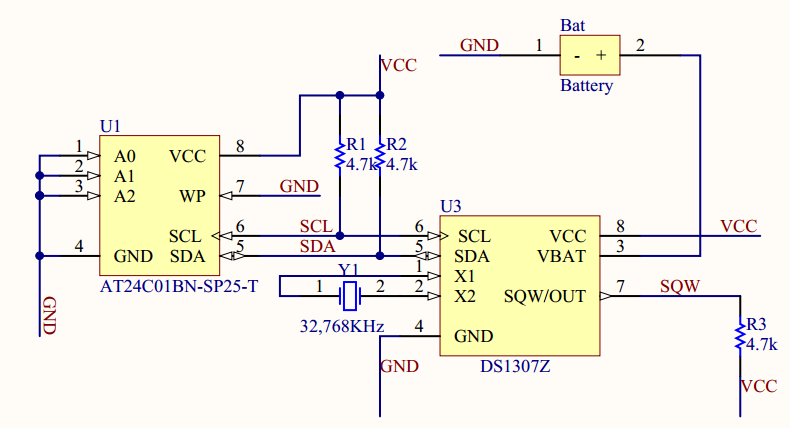 Bat
GND 1 - + 2
Battery
VCC
U1
R1 R2
4.7k 4.7k
1 A0 VCC 8
2 A1
3 A2 WP 7 GND
SCL 6 SCL
4 GND SDA 5 SDA
AT24C01BN-SP25-T
GND
U3
6 SCL VCC 8 VCC
5 SDA VBAT 3
1 X1
Y1
1 2 2 X2 SQW/OUT 7 SQW
32,768KHz
4 GND
GND
DS1307Z
R3
4.7k
VCC